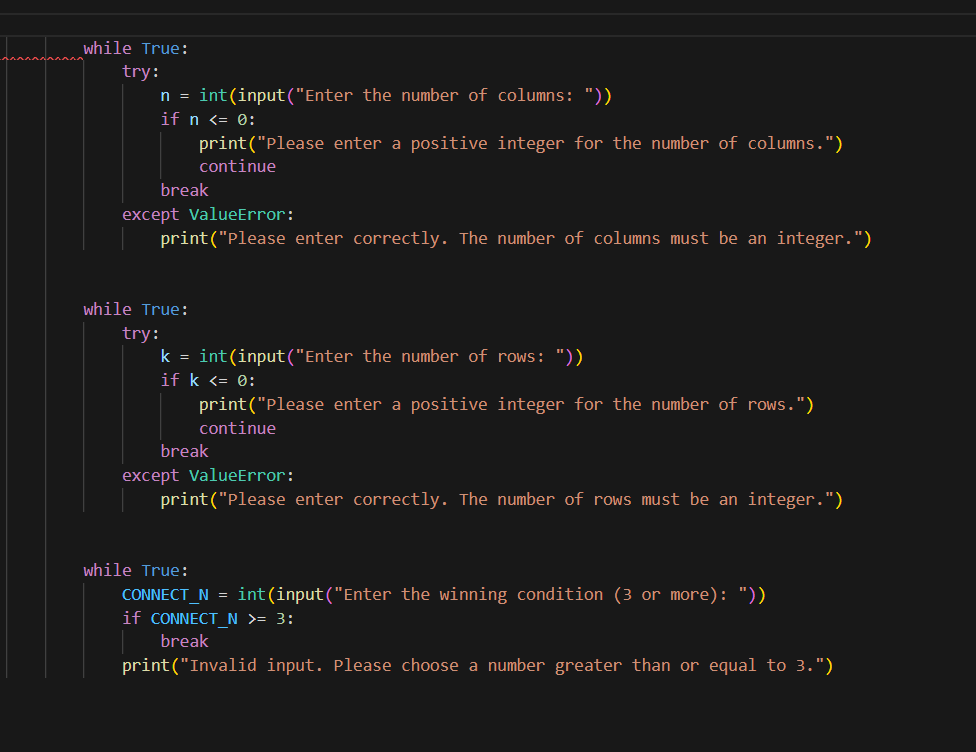 while True:
try:
n = int(input("Enter the number of columns: "))
if n <= 0:
print("Please enter a positive integer for the number of columns.")
continue
break
except ValueError:
print("Please enter correctly. The number of columns must be an integer.")
while True:
try:
k = int(input("Enter the number of rows: "))
if k <= 0:
print("Please enter a positive integer for the number of rows.")
continue
break
except ValueError:
print("Please enter correctly. The number of rows must be an integer.")
while True:
CONNECT_N = int(input("Enter the winning condition (3 or more): "))
if CONNECT_N >= 3:
break
print("Invalid input. Please choose a number greater than or equal to 3.")